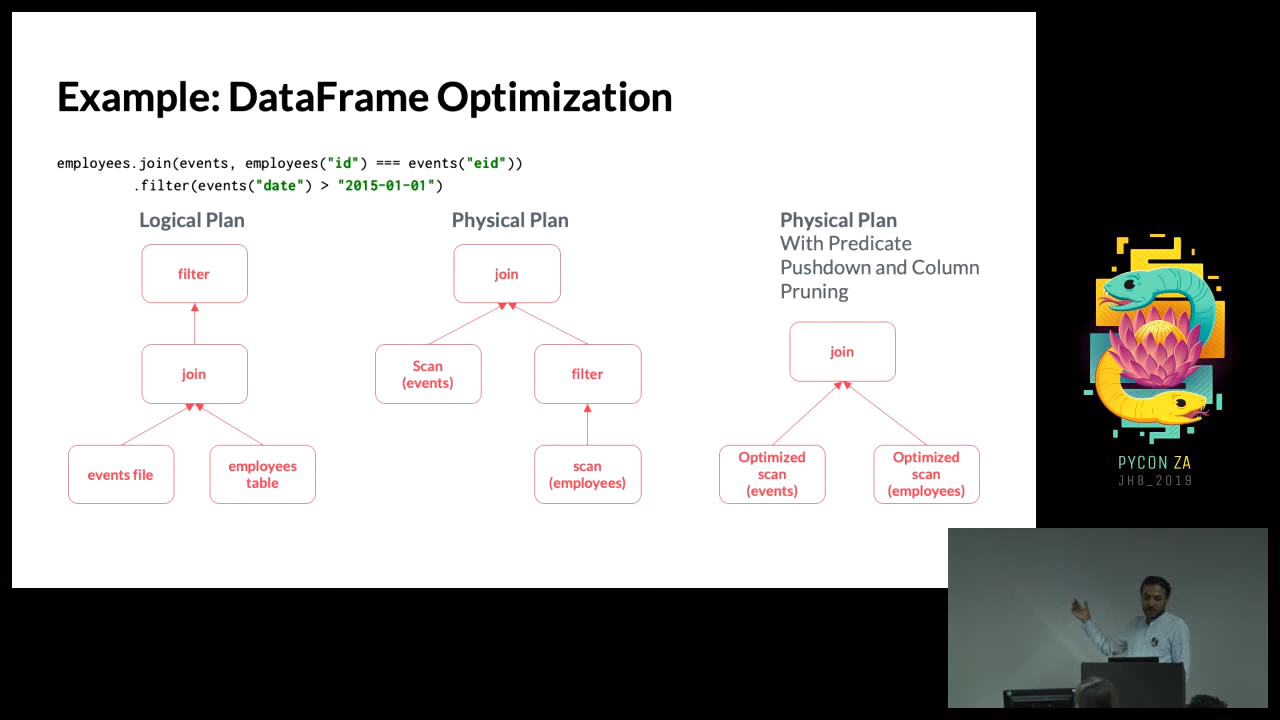 Example: DataFrame Optimization
employees.join(events, employees("id") === events("eid"))
.filter(events("date") > "2015-01-01")
Logical Plan
filter
join
events file
employees
table
Physical Plan
join
Scan
(events)
filter
scan
(employees)
Physical Plan
With Predicate
Pushdown and Column
Pruning
join
Optimized
scan
(events)
Optimized
scan
(employees)
PYCON ZA
JHB_2019